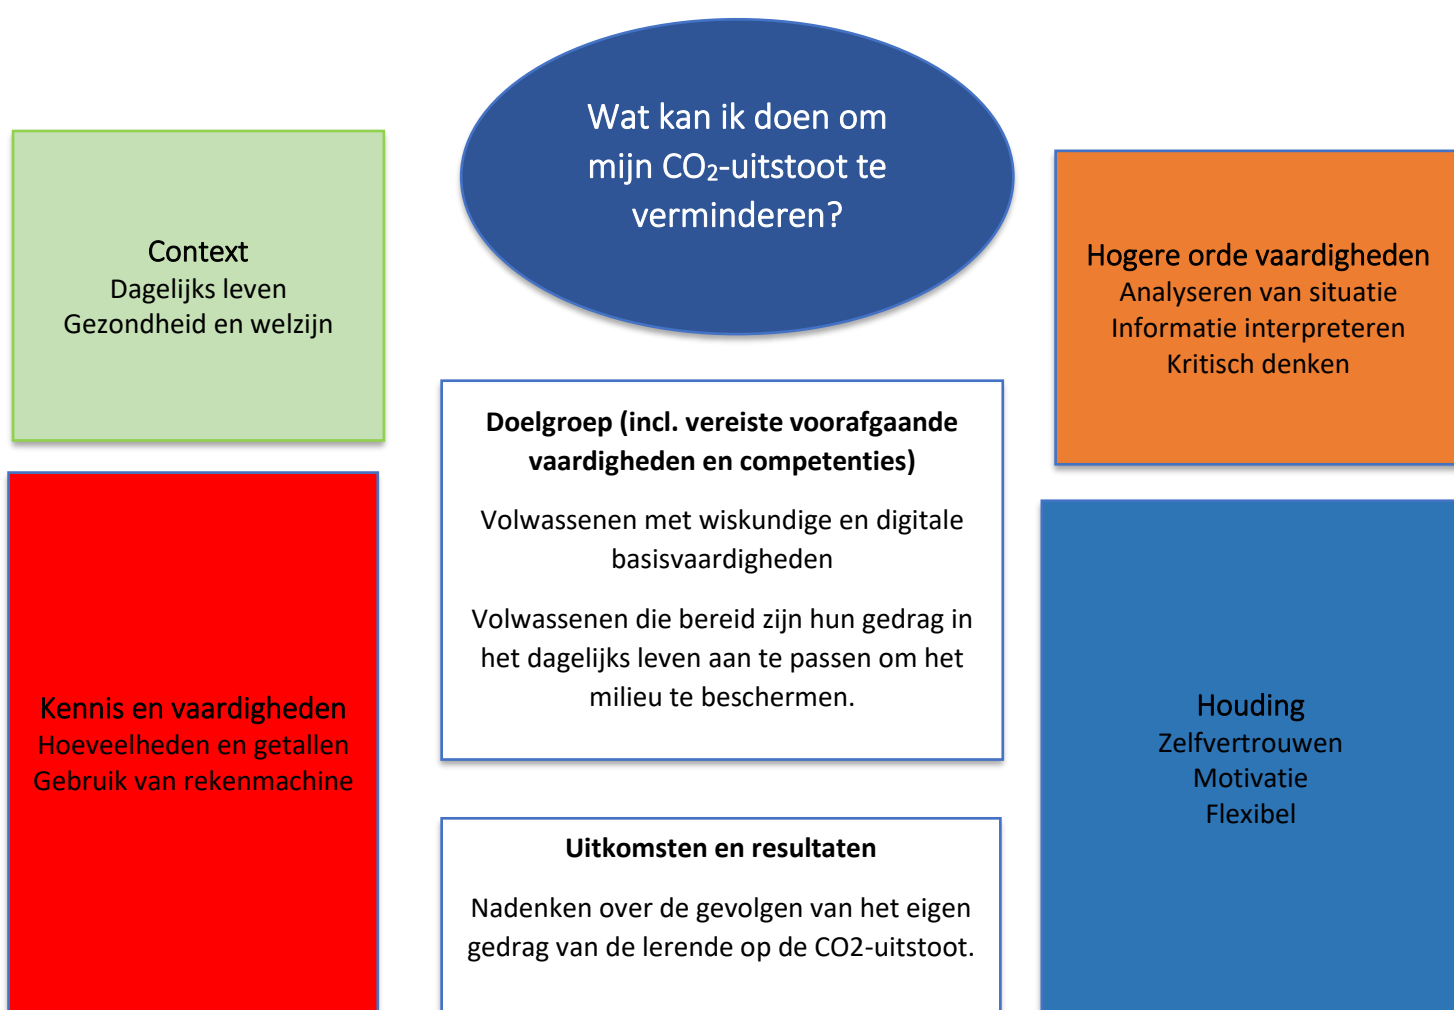 Wat kan ik doen om
mijn CO₂-uitstoot te
verminderen?
Context
Dagelijks leven
Gezondheid en welzijn
Hogere orde vaardigheden
Analyseren van situatie
Informatie interpreteren
Kritisch denken
Doelgroep (incl. vereiste voorafgaande
vaardigheden en competenties)
Volwassenen met wiskundige en digitale
basisvaardigheden
Volwassenen die bereid zijn hun gedrag in
het dagelijks leven aan te passen om het
milieu te beschermen.
Kennis en vaardigheden
Hoeveelheden en getallen
Gebruik van rekenmachine
Houding
Zelfvertrouwen
Motivatie
Flexibel
Uitkomsten en resultaten
Nadenken over de gevolgen van het eigen
gedrag van de lerende op de CO2-uitstoot.